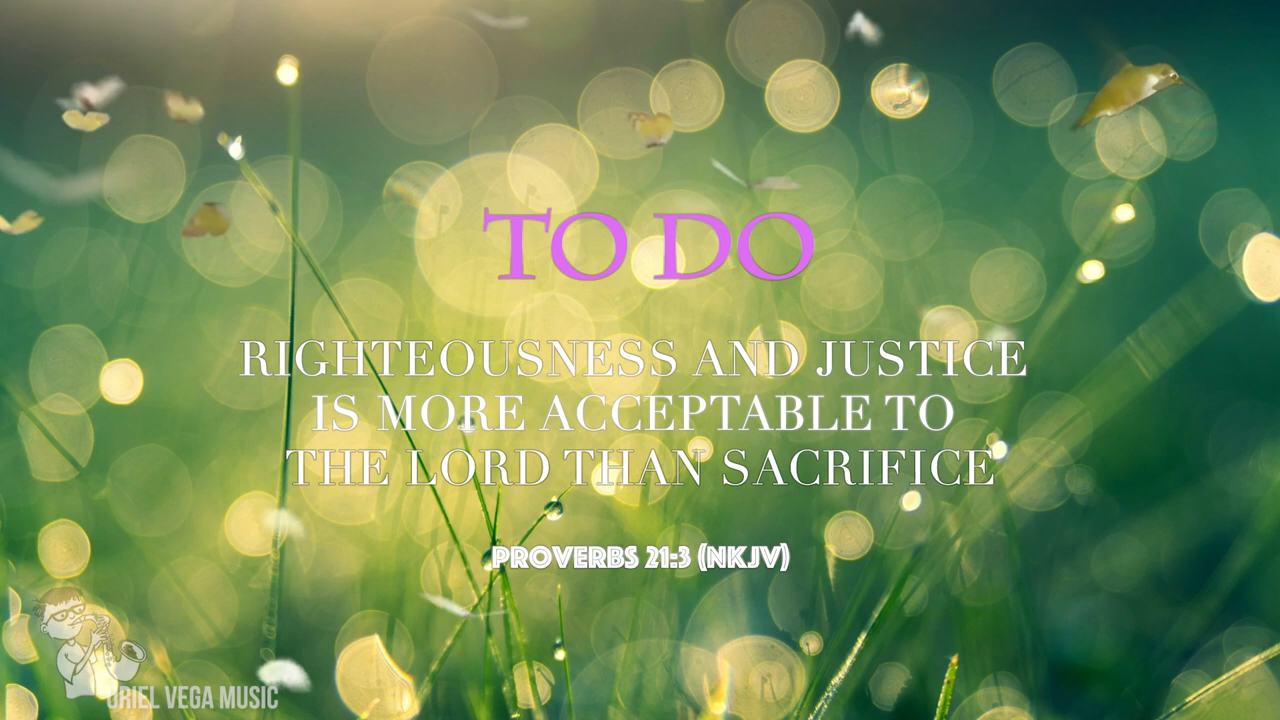 TO DO
RIGHTEOUSNESS AND JUSTICE
IS MORE ACCEPTABLE TO
THE LORD THAN SACRIFICE
PROVERBS 21:3 (NKJV)
URIEL VEGA MUSIC